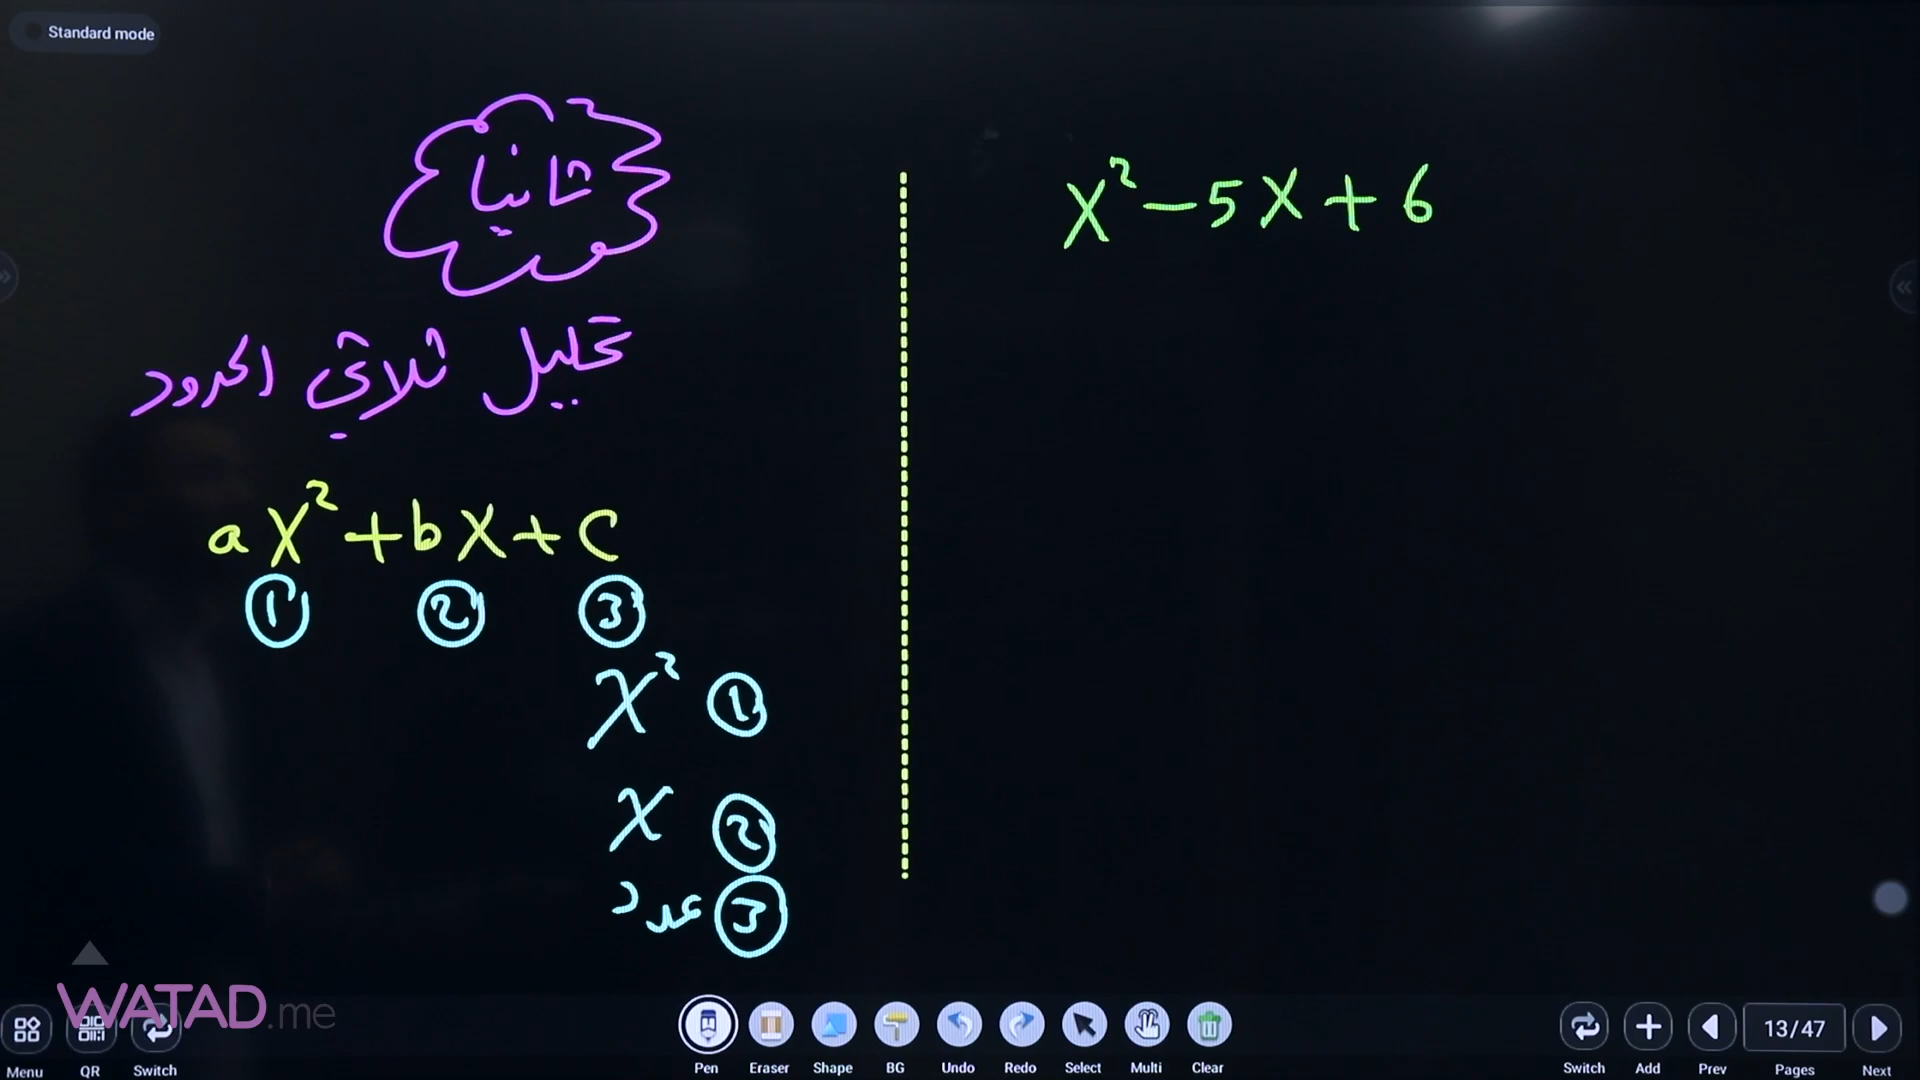 Standard mode
ثانيا
تحليل ثلاثي الحدود
aX² + bX + C
① ② ③
X² ①
X ②
عدد ③
X² - 5X + 6
WATAD.me
Menu QR Switch
Pen Eraser Shape BG Undo Redo Select Multi Clear
13/47
Switch Add Prev Pages Next